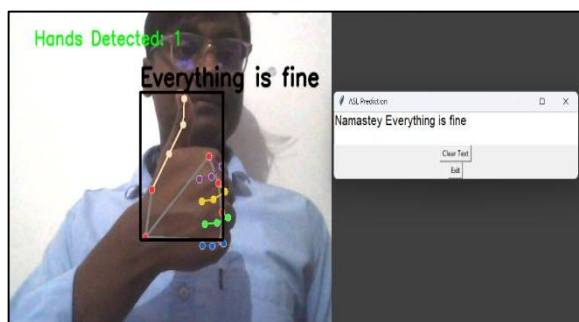 Hands Detected: 1
Everything is fine
ASL Prediction
Namastey Everything is fine
Clear Text
Exit